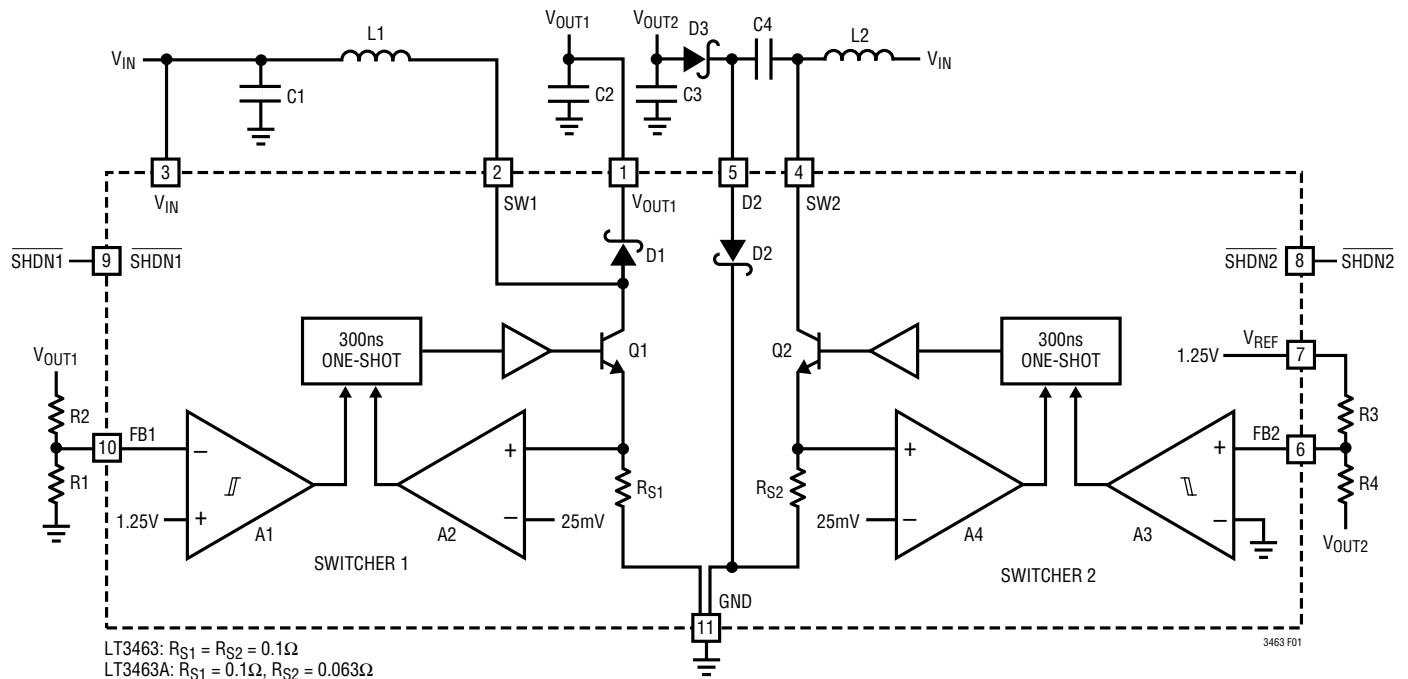 VOUT1
VOUT2
D3
C4
L1
L2
VIN
VIN
C1
C2
C3
3
2
1
5
4
VIN
SW1
VOUT1
D2
SW2
SHDN1
9
SHDN1
D1
D2
SHDN2
8
SHDN2
300ns
ONE-SHOT
Q1
Q2
300ns
ONE-SHOT
VREF
1.25V
7
VOUT1
R2
R3
10
FB1
FB2
6
R1
–
+
+
+
RS1
RS2
R4
1.25V
+
–
25mV
25mV
–
–
A1
A2
A4
A3
VOUT2
SWITCHER 1
SWITCHER 2
GND
11
LT3463: RS1 = RS2 = 0.1Ω
LT3463A: RS1 = 0.1Ω, RS2 = 0.063Ω
3463 F01